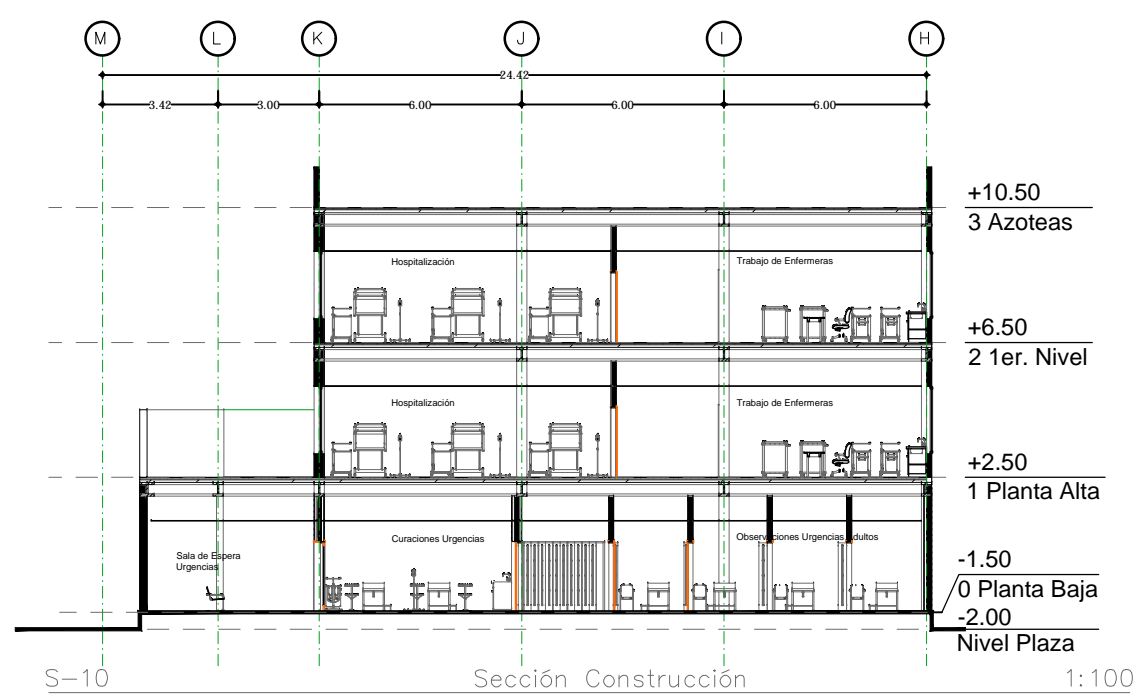 M L K J I H
24.42
3.42 3.00 6.00 6.00 6.00
+10.50
3 Azoteas
Hospitalización Trabajo de Enfermeras
+6.50
2 1er. Nivel
Hospitalización Trabajo de Enfermeras
+2.50
1 Planta Alta
Curaciones Urgencias Observaciones Urgencias Adultos
Sala de Espera
Urgencias
-1.50
0 Planta Baja
-2.00
Nivel Plaza
S-10 Sección Construcción 1:100